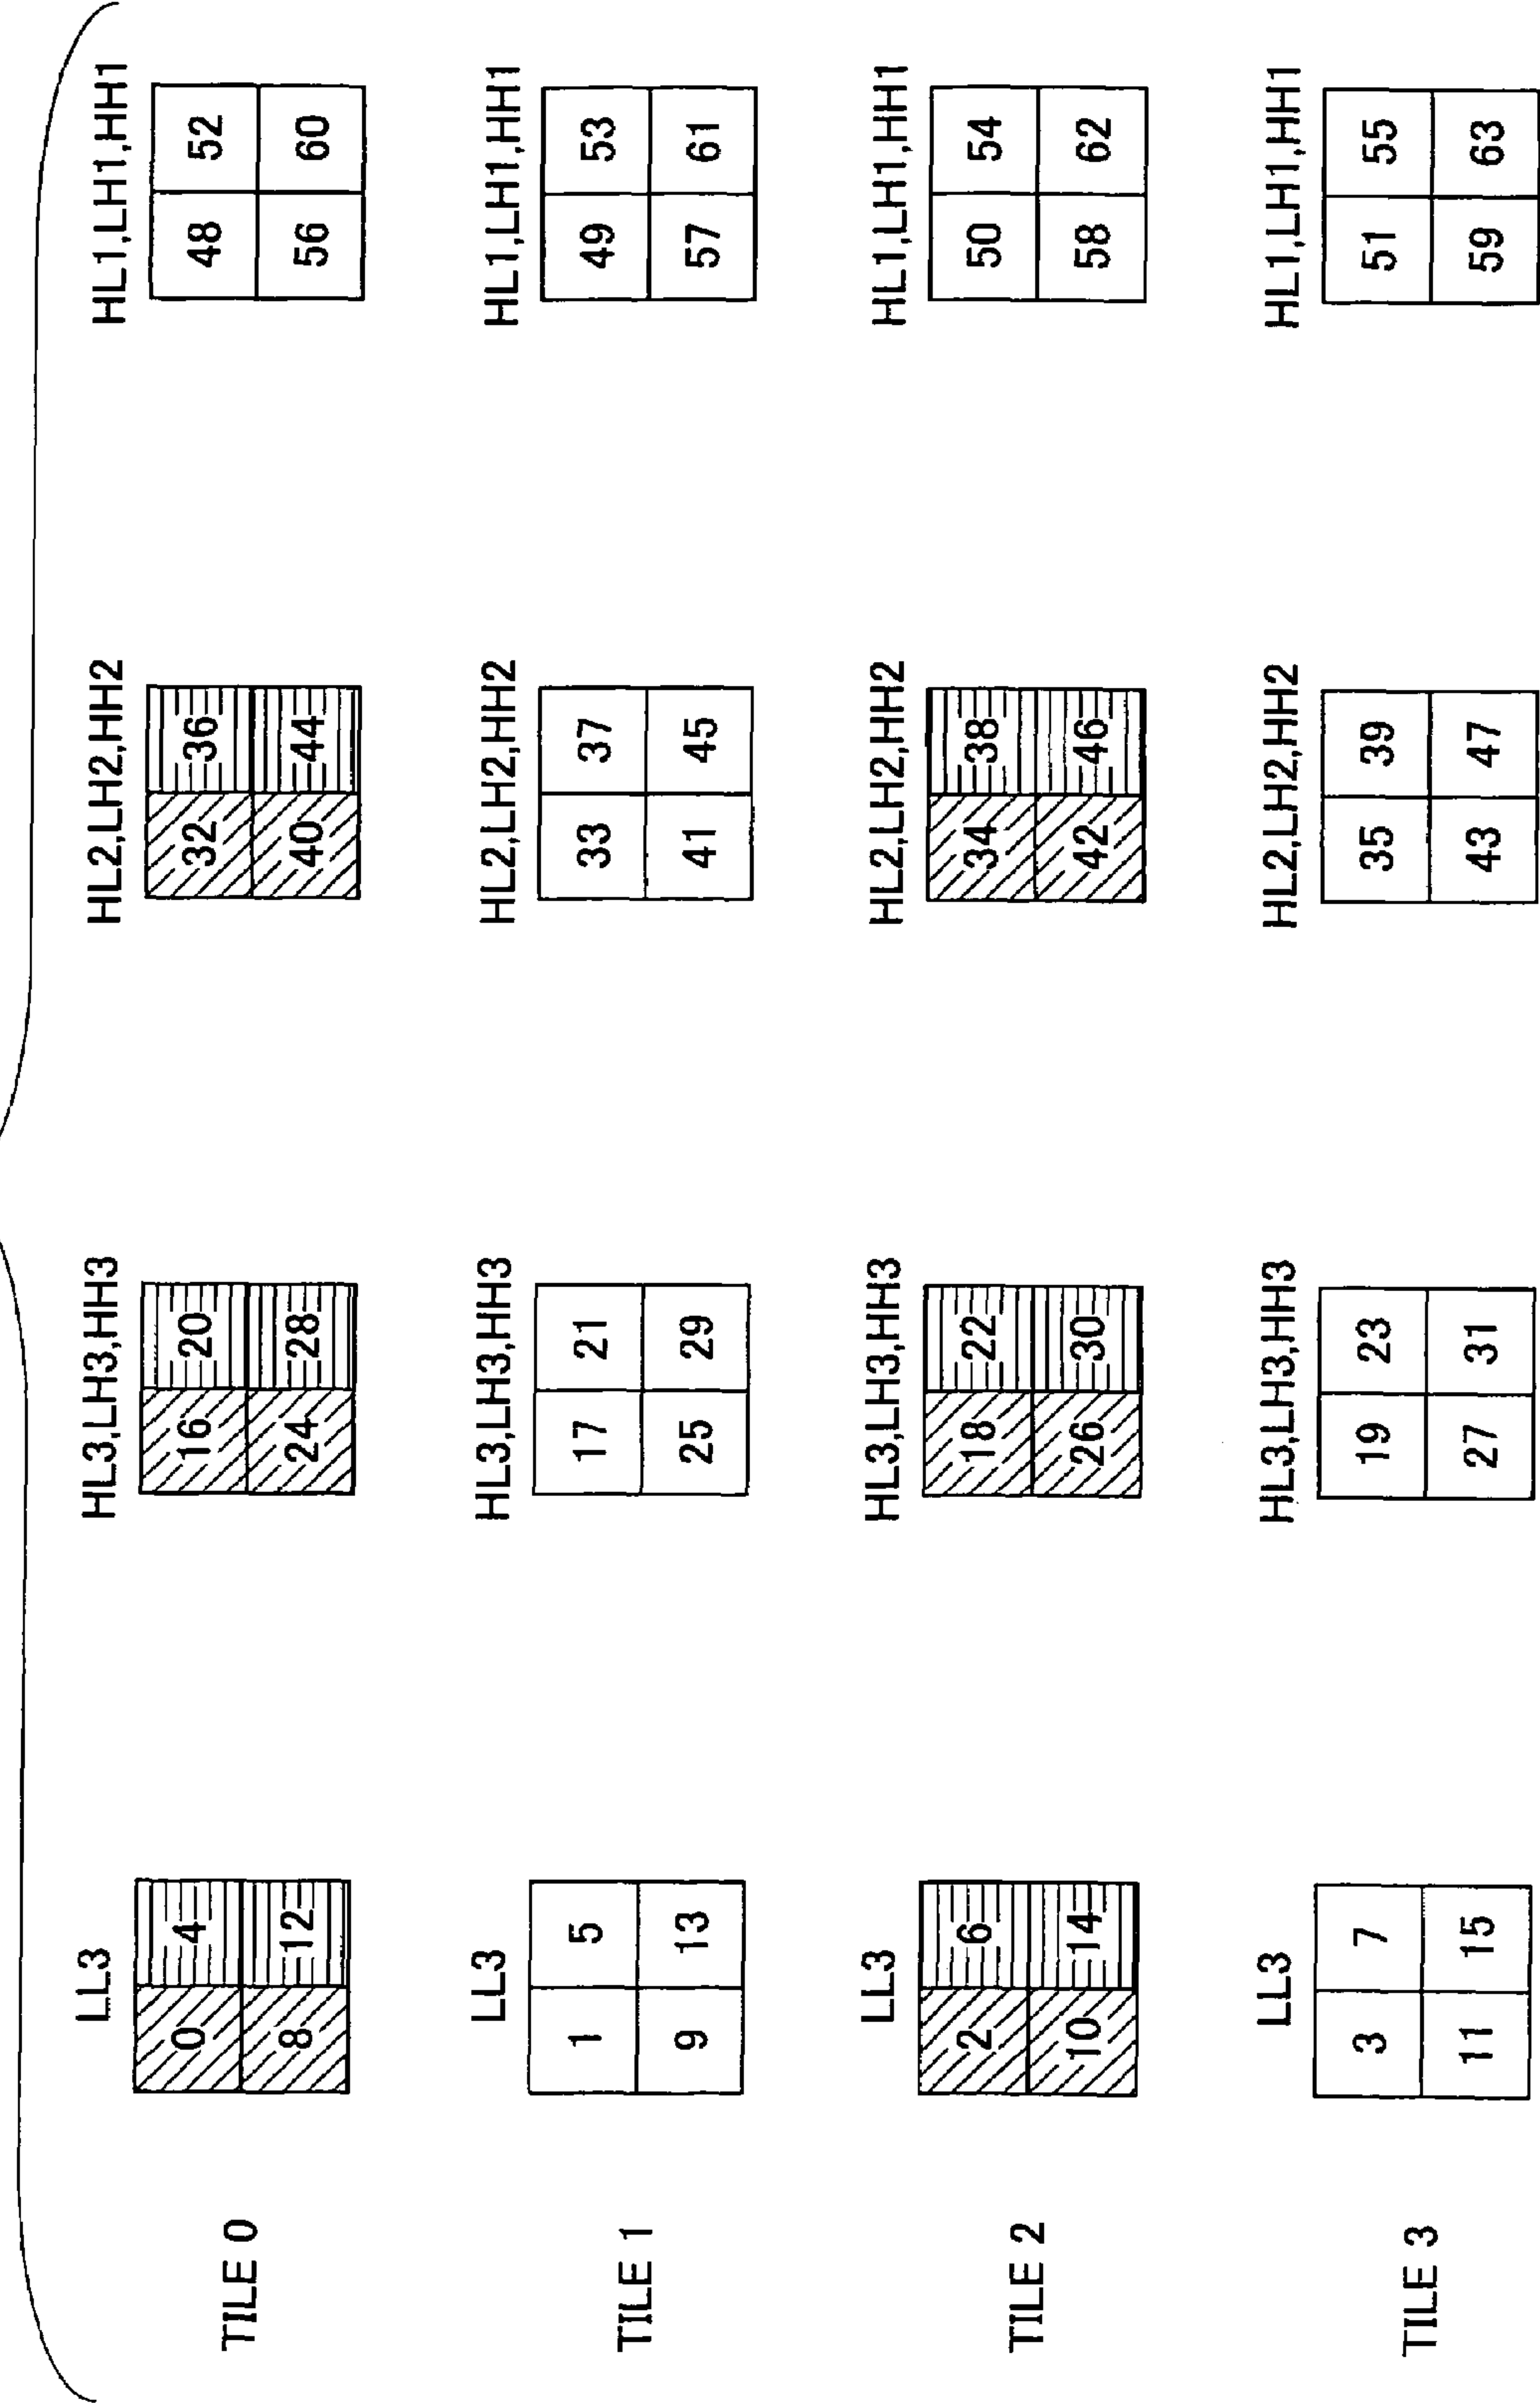 LL3 HL3,LH3,HH3 HL2,LH2,HH2 HL1,LH1,HH1
TILE 0
0 4 16 20 32 36 48 52
8 12 24 28 40 44 56 60
LL3 HL3,LH3,HH3 HL2,LH2,HH2 HL1,LH1,HH1
TILE 1
1 5 17 21 33 37 49 53
9 13 25 29 41 45 57 61
LL3 HL3,LH3,HH3 HL2,LH2,HH2 HL1,LH1,HH1
TILE 2
2 6 18 22 34 38 50 54
10 14 26 30 42 46 58 62
LL3 HL3,LH3,HH3 HL2,LH2,HH2 HL1,LH1,HH1
TILE 3
3 7 19 23 35 39 51 55
11 15 27 31 43 47 59 63